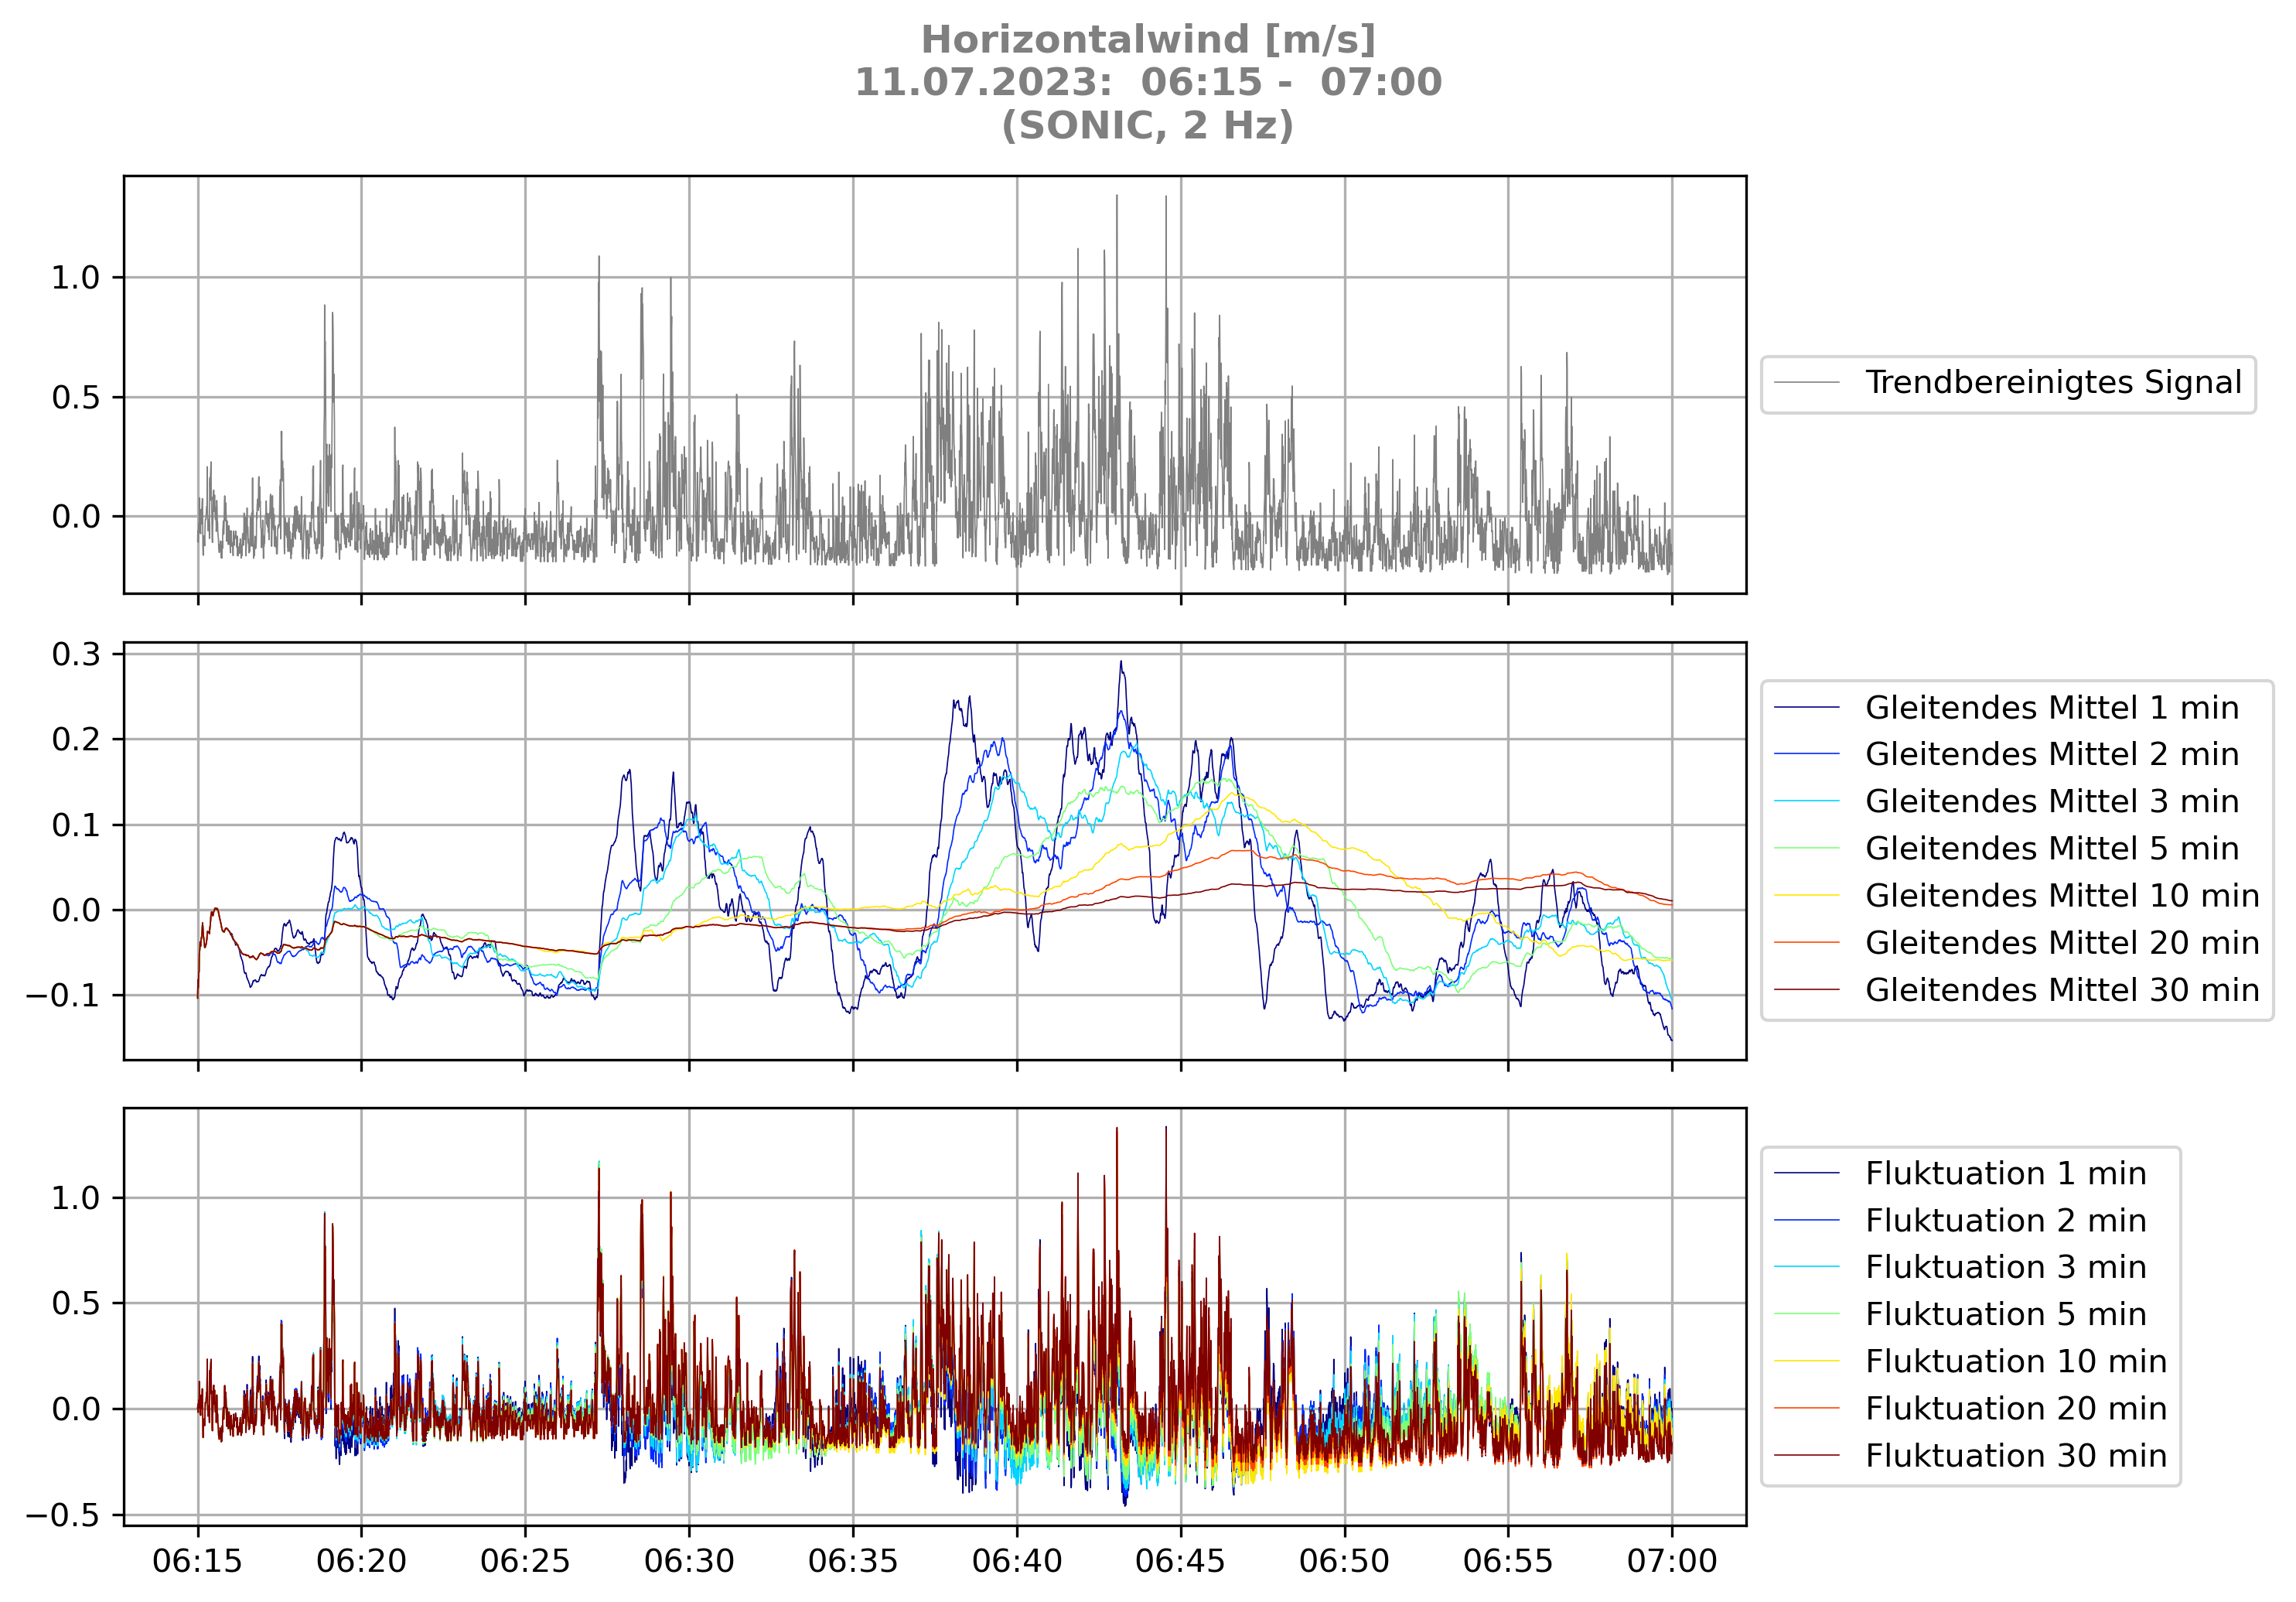 Horizontalwind [m/s]
11.07.2023:  06:15 -  07:00
(SONIC, 2 Hz)
1.0
0.5
0.0
Trendbereinigtes Signal
0.3
0.2
0.1
0.0
−0.1
Gleitendes Mittel 1 min
Gleitendes Mittel 2 min
Gleitendes Mittel 3 min
Gleitendes Mittel 5 min
Gleitendes Mittel 10 min
Gleitendes Mittel 20 min
Gleitendes Mittel 30 min
1.0
0.5
0.0
−0.5
Fluktuation 1 min
Fluktuation 2 min
Fluktuation 3 min
Fluktuation 5 min
Fluktuation 10 min
Fluktuation 20 min
Fluktuation 30 min
06:15 06:20 06:25 06:30 06:35 06:40 06:45 06:50 06:55 07:00